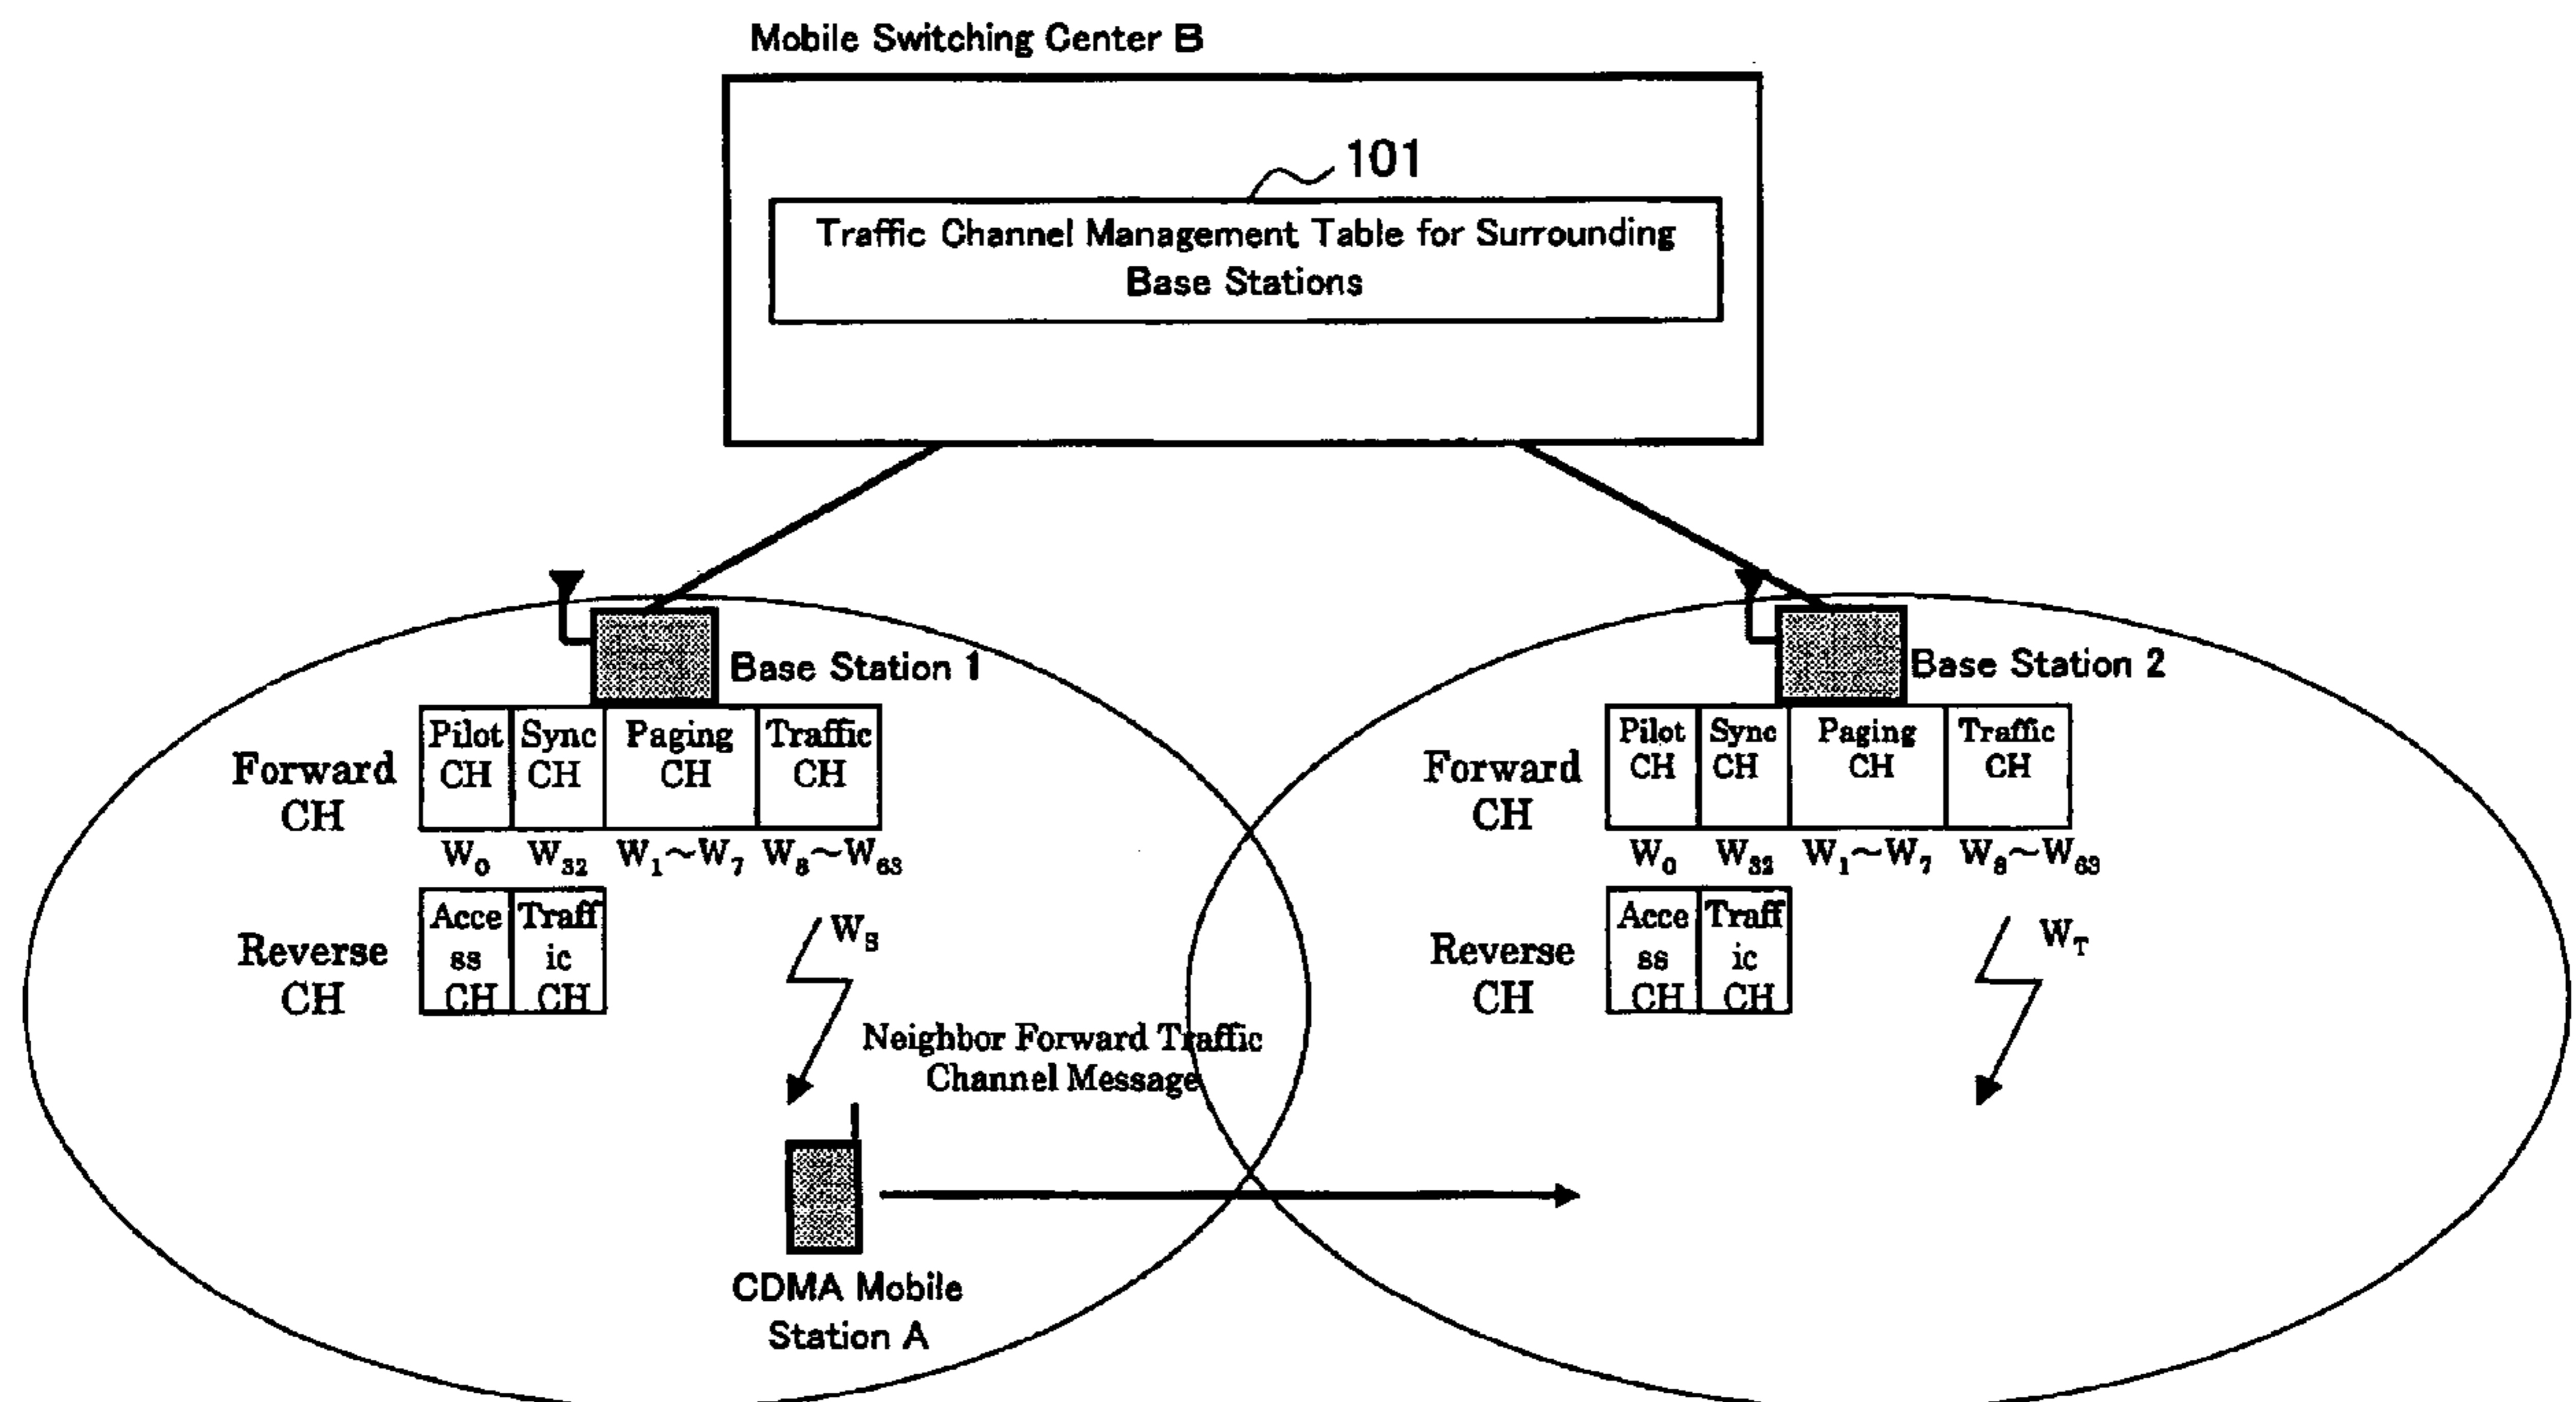 Mobile Switching Center B
101
Traffic Channel Management Table for Surrounding
Base Stations
Base Station 1
Forward
CH
Pilot
CH
Sync
CH
Paging
CH
Traffic
CH
W0 W32 W1~W7 W8~W63
Reverse
CH
Acce
ss
CH
Traff
ic
CH
WS
Neighbor Forward Traffic
Channel Message
CDMA Mobile
Station A
Base Station 2
Forward
CH
Pilot
CH
Sync
CH
Paging
CH
Traffic
CH
W0 W32 W1~W7 W8~W63
Reverse
CH
Acce
ss
CH
Traff
ic
CH
WT